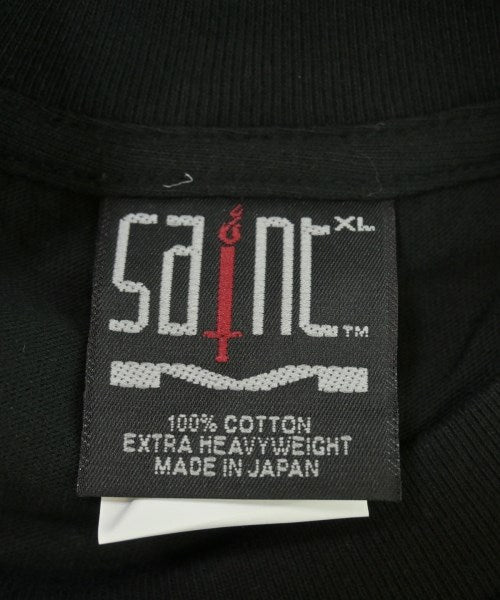 saint XL
TM
100% COTTON
EXTRA HEAVYWEIGHT
MADE IN JAPAN